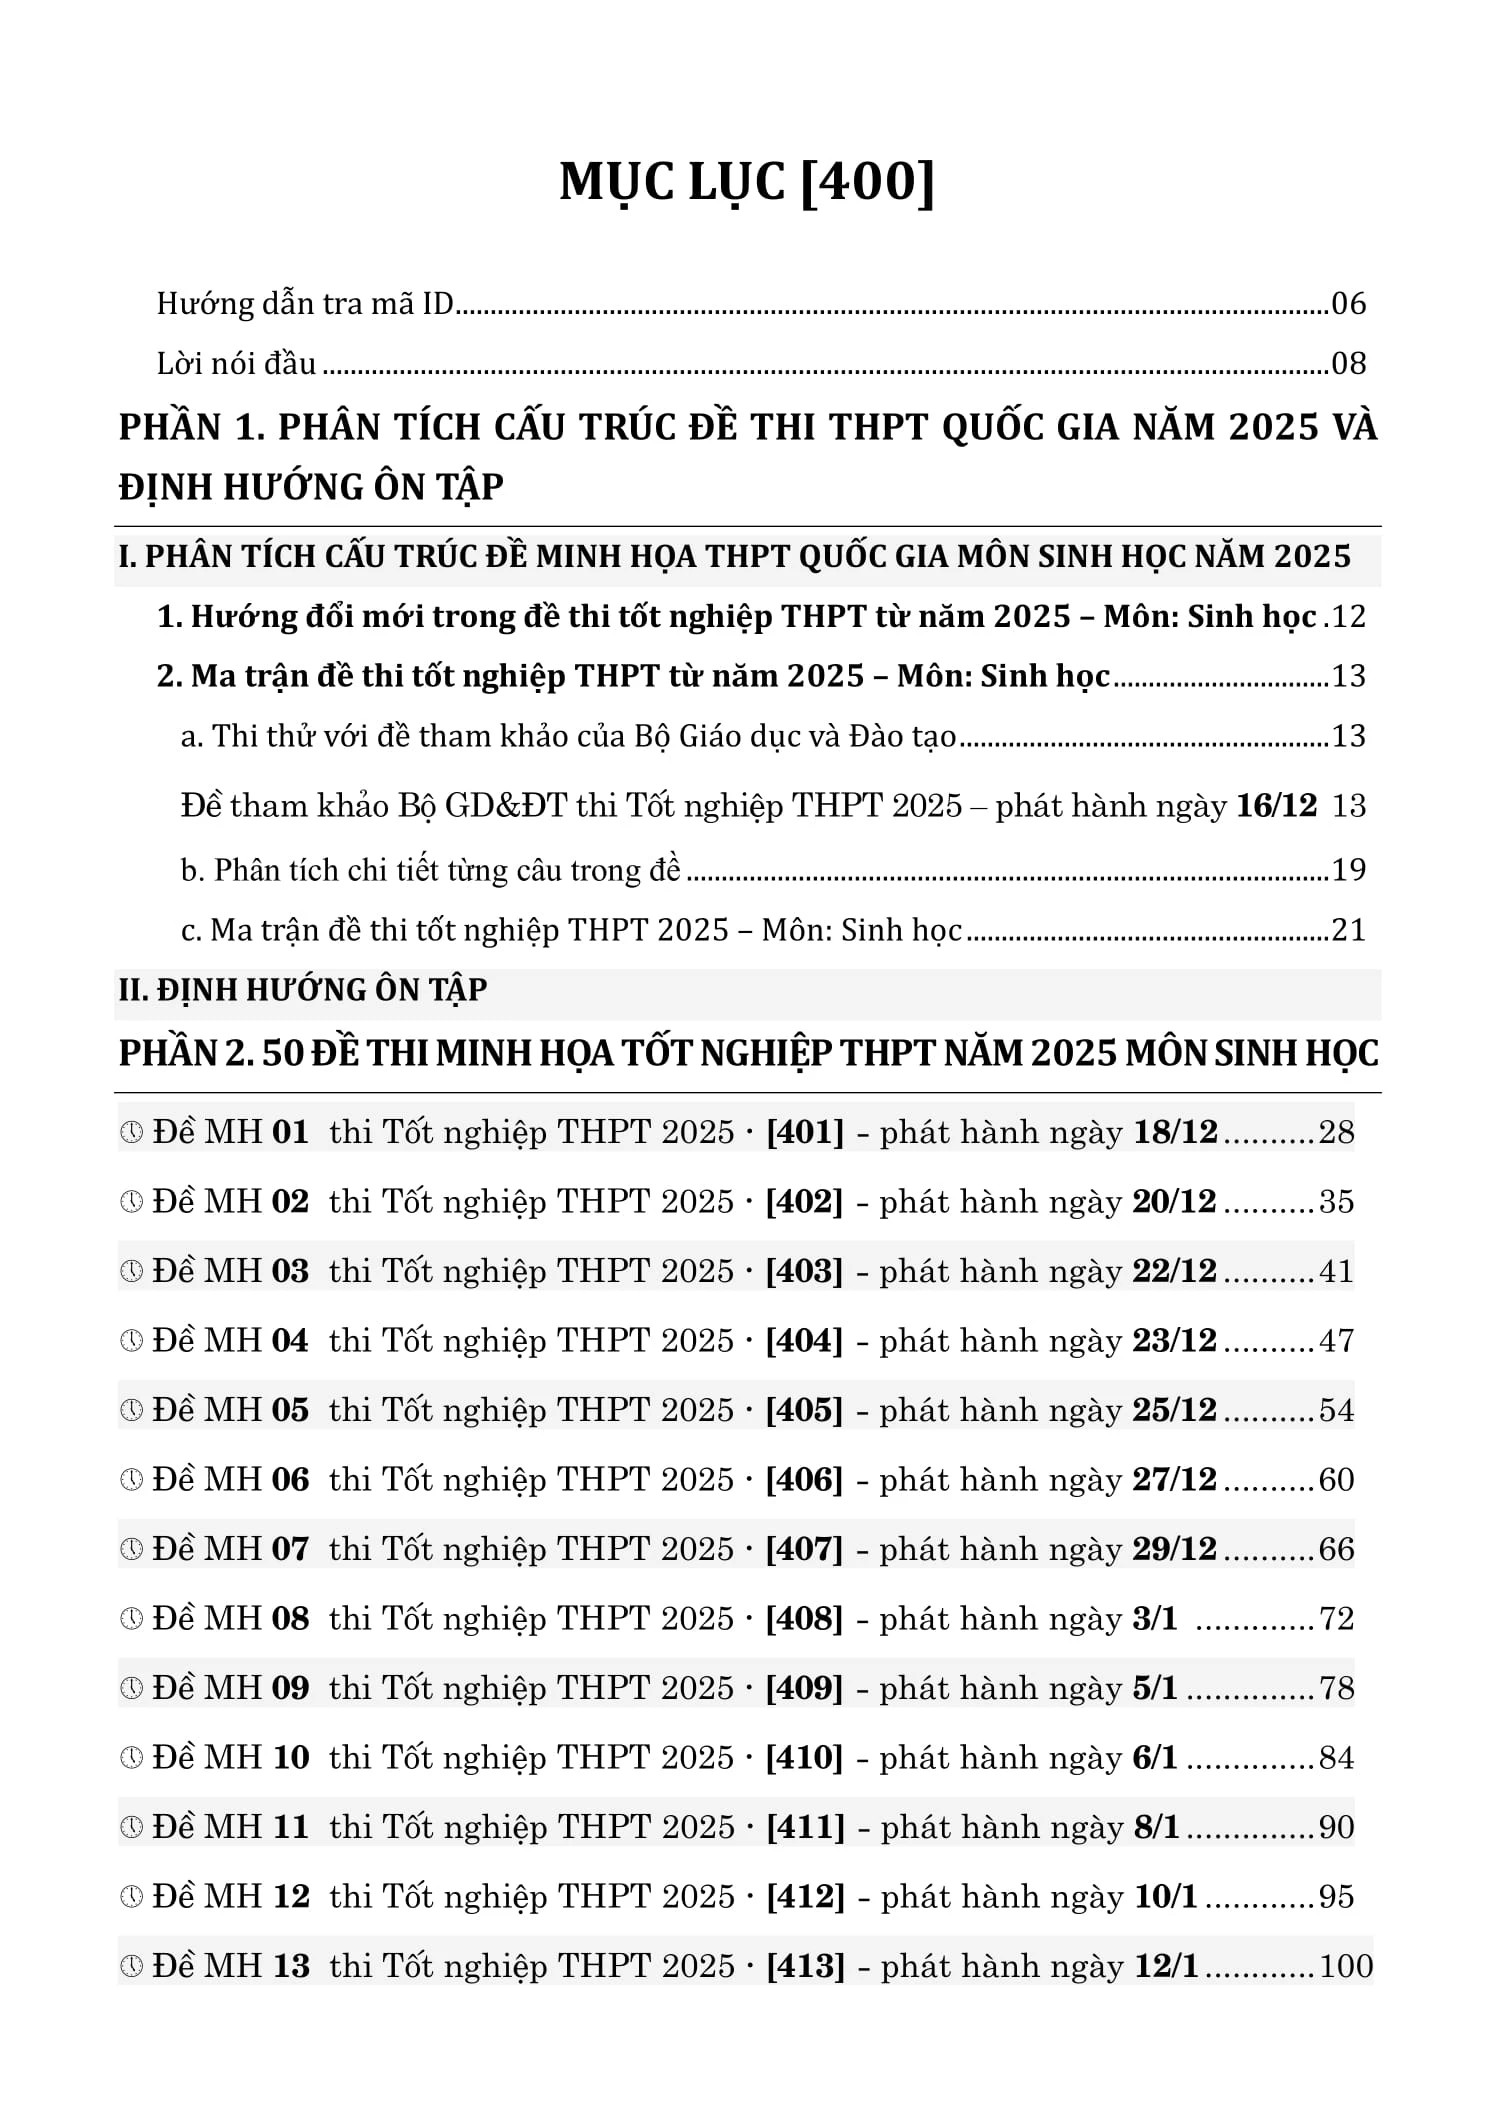 MỤC LỤC [400]
Hướng dẫn tra mã ID....................06
Lời nói đầu....................08
PHẦN 1. PHÂN TÍCH CẤU TRÚC ĐỀ THI THPT QUỐC GIA NĂM 2025 VÀ
ĐỊNH HƯỚNG ÔN TẬP
I. PHÂN TÍCH CẤU TRÚC ĐỀ MINH HỌA THPT QUỐC GIA MÔN SINH HỌC NĂM 2025
1. Hướng đổi mới trong đề thi tốt nghiệp THPT từ năm 2025 – Môn: Sinh học .12
2. Ma trận đề thi tốt nghiệp THPT từ năm 2025 – Môn: Sinh học....................13
a. Thi thử với đề tham khảo của Bộ Giáo dục và Đào tạo....................13
Đề tham khảo Bộ GD&ĐT thi Tốt nghiệp THPT 2025 – phát hành ngày 16/12 13
b. Phân tích chi tiết từng câu trong đề....................19
c. Ma trận đề thi tốt nghiệp THPT 2025 – Môn: Sinh học....................21
II. ĐỊNH HƯỚNG ÔN TẬP
PHẦN 2. 50 ĐỀ THI MINH HỌA TỐT NGHIỆP THPT NĂM 2025 MÔN SINH HỌC
🕔 Đề MH 01 thi Tốt nghiệp THPT 2025 · [401] - phát hành ngày 18/12..........28
🕔 Đề MH 02 thi Tốt nghiệp THPT 2025 · [402] - phát hành ngày 20/12..........35
🕔 Đề MH 03 thi Tốt nghiệp THPT 2025 · [403] - phát hành ngày 22/12..........41
🕔 Đề MH 04 thi Tốt nghiệp THPT 2025 · [404] - phát hành ngày 23/12..........47
🕔 Đề MH 05 thi Tốt nghiệp THPT 2025 · [405] - phát hành ngày 25/12..........54
🕔 Đề MH 06 thi Tốt nghiệp THPT 2025 · [406] - phát hành ngày 27/12..........60
🕔 Đề MH 07 thi Tốt nghiệp THPT 2025 · [407] - phát hành ngày 29/12..........66
🕔 Đề MH 08 thi Tốt nghiệp THPT 2025 · [408] - phát hành ngày 3/1 .............72
🕔 Đề MH 09 thi Tốt nghiệp THPT 2025 · [409] - phát hành ngày 5/1 ..............78
🕔 Đề MH 10 thi Tốt nghiệp THPT 2025 · [410] - phát hành ngày 6/1 ..............84
🕔 Đề MH 11 thi Tốt nghiệp THPT 2025 · [411] - phát hành ngày 8/1..............90
🕔 Đề MH 12 thi Tốt nghiệp THPT 2025 · [412] - phát hành ngày 10/1............95
🕔 Đề MH 13 thi Tốt nghiệp THPT 2025 · [413] - phát hành ngày 12/1............100